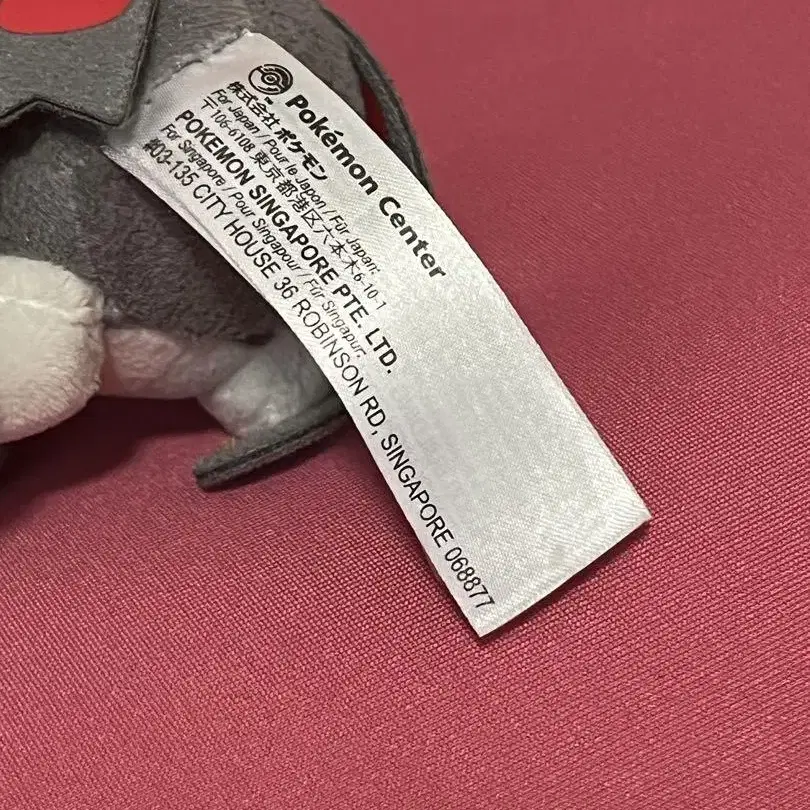 Pokémon Center
株式会社ポケモン
For Japan / Pour le Japon / Für Japan:
〒106-6108 東京都港区六本木6-10-1
POKEMON SINGAPORE PTE. LTD.
For Singapore / Pour Singapour / Für Singapur:
#03-135 CITY HOUSE 36 ROBINSON RD, SINGAPORE 068877